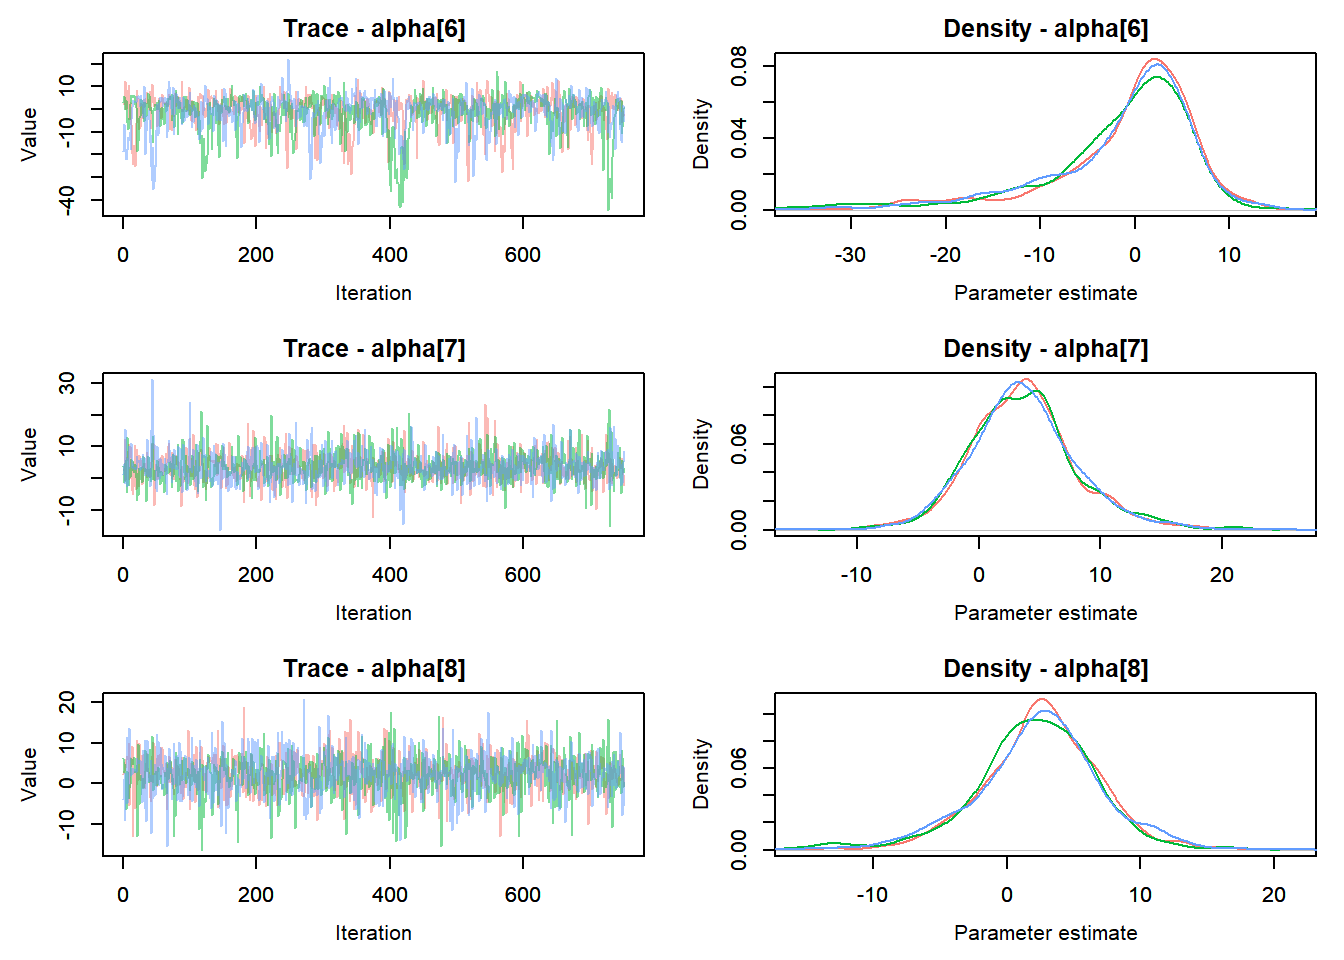 Trace - alpha[6]
Value
10
-10
-40
0 200 400 600
Iteration
Density - alpha[6]
Density
0.08
0.04
0.00
-30 -20 -10 0 10
Parameter estimate
Trace - alpha[7]
Value
30
10
-10
0 200 400 600
Iteration
Density - alpha[7]
Density
0.06
0.00
-10 0 10 20
Parameter estimate
Trace - alpha[8]
Value
20
10
0
-10
0 200 400 600
Iteration
Density - alpha[8]
Density
0.06
0.00
-10 0 10 20
Parameter estimate